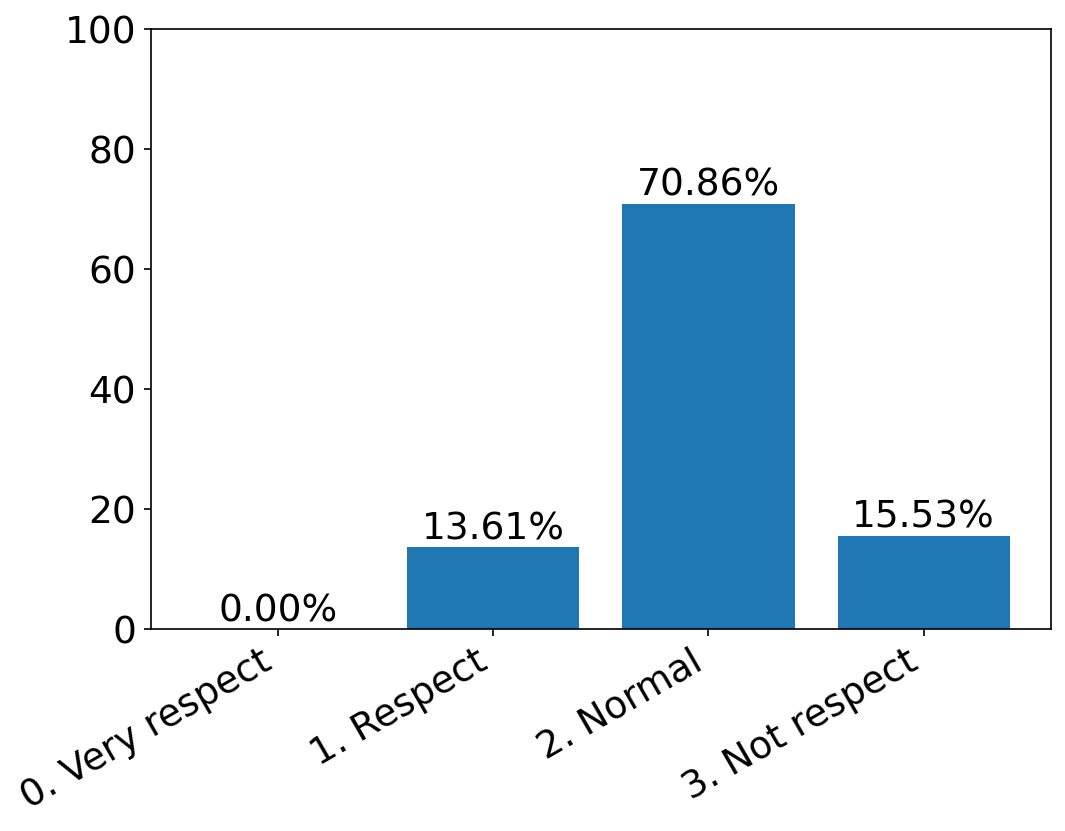 100
80
60
40
20
0
70.86%
15.53%
13.61%
0.00%
0. Very respect
1. Respect
2. Normal
3. Not respect